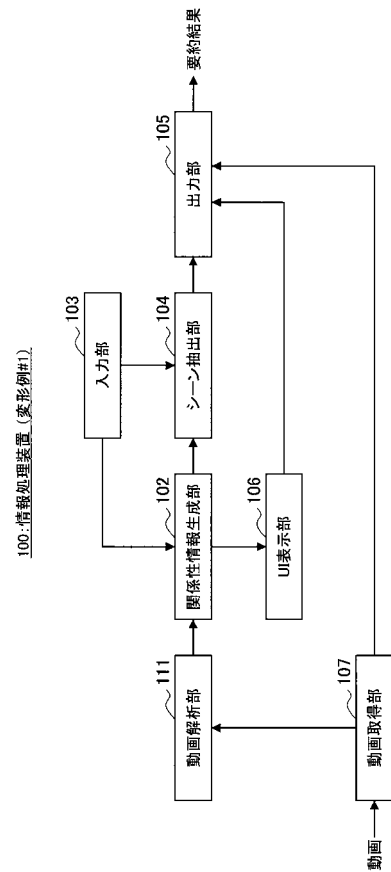 100:情報処理装置(変形例#1)
103
入力部
111
動画解析部
102
関係性情報生成部
104
シーン抽出部
105
出力部
要約結果
106
UI表示部
動画
107
動画取得部